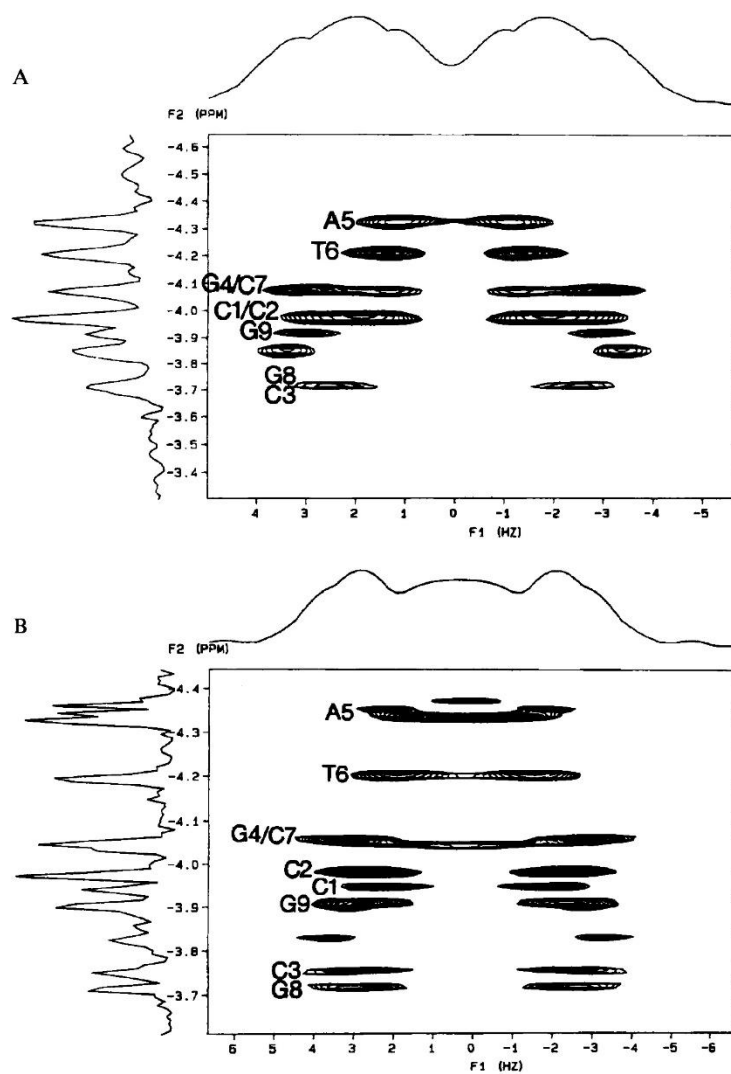 A
F2 (PPM)
-4.6
-4.5
-4.4
-4.3
-4.2
-4.1
-4.0
-3.9
-3.8
-3.7
-3.6
-3.5
-3.4
A5
T6
G4/C7
C1/C2
G9
G8
C3
4 3 2 1 0 -1 -2 -3 -4 -5
F1 (HZ)
B
F2 (PPM)
-4.4
-4.3
-4.2
-4.1
-4.0
-3.9
-3.8
-3.7
A5
T6
G4/C7
C2
C1
G9
C3
G8
6 5 4 3 2 1 0 -1 -2 -3 -4 -5 -6
F1 (HZ)